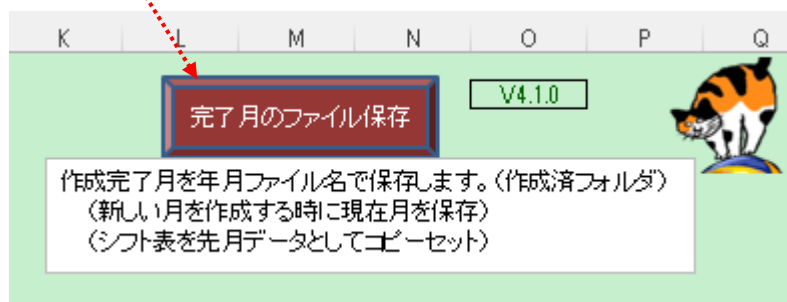 K L M N O P Q
完了月のファイル保存
V4.1.0
作成完了月を年月ファイル名で保存します。（作成済フォルダ）
（新しい月を作成する時に現在月を保存）
（シフト表を先月データとしてコピーセット）